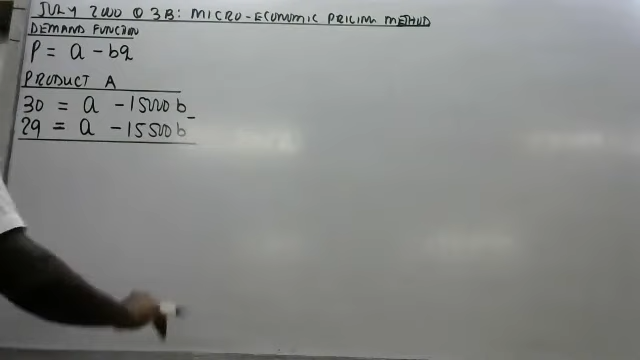 JULY 2000 Q 3B: MICRO-ECONOMIC PRICING METHOD
DEMAND FUNCTION
P = a - bq
PRODUCT A
30 = a - 15000 b -
29 = a - 15500 b